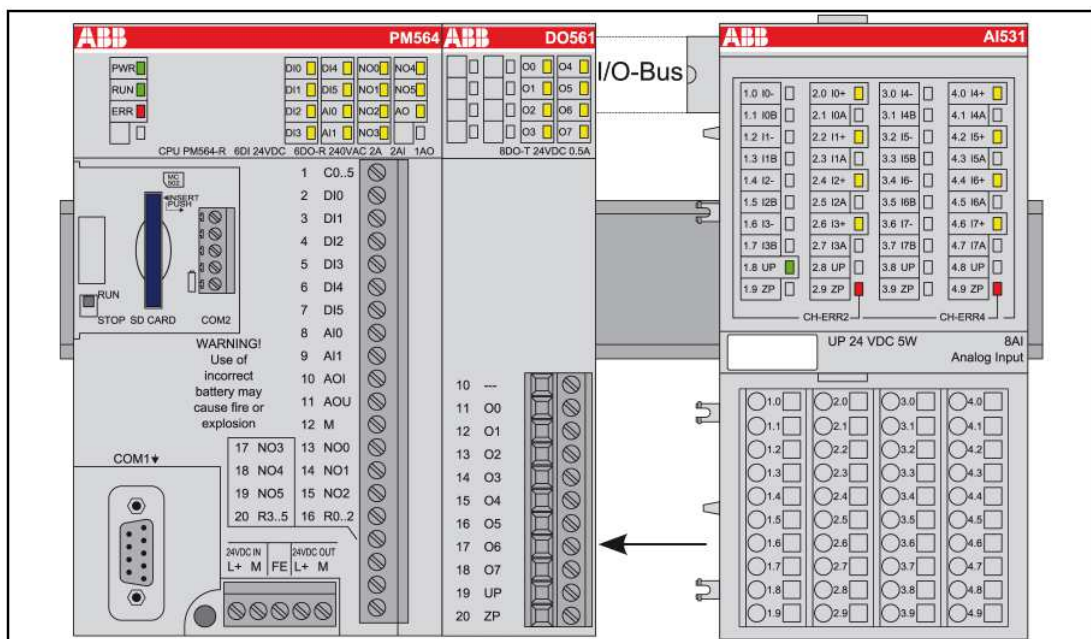 ABB PM564
PWR
RUN
ERR
DI0 DI4 NO0 NO4
DI1 DI5 NO1 NO5
DI2 AI0 NO2 AO
DI3 AI1 NO3
CPU PM564-R 6DI 24VDC 6DO-R 240VAC 2A 2AI 1AO
MC 502
INSERT
PUSH
RUN
STOP SD CARD COM2
WARNING!
Use of
incorrect
battery may
cause fire or
explosion
1 C0..5
2 DI0
3 DI1
4 DI2
5 DI3
6 DI4
7 DI5
8 AI0
9 AI1
10 AOI
11 AOU
12 M
17 NO3 13 NO0
18 NO4 14 NO1
19 NO5 15 NO2
20 R3..5 16 R0..2
COM1
24VDC IN 24VDC OUT
L+ M FE L+ M
ABB DO561
O0 O4
O1 O5
O2 O6
O3 O7
8DO-T 24VDC 0.5A
10 ---
11 O0
12 O1
13 O2
14 O3
15 O4
16 O5
17 O6
18 O7
19 UP
20 ZP
I/O-Bus
ABB AI531
1.0 I0- 2.0 I0+ 3.0 I4- 4.0 I4+
1.1 I0B 2.1 I0A 3.1 I4B 4.1 I4A
1.2 I1- 2.2 I1+ 3.2 I5- 4.2 I5+
1.3 I1B 2.3 I1A 3.3 I5B 4.3 I5A
1.4 I2- 2.4 I2+ 3.4 I6- 4.4 I6+
1.5 I2B 2.5 I2A 3.5 I6B 4.5 I6A
1.6 I3- 2.6 I3+ 3.6 I7- 4.6 I7+
1.7 I3B 2.7 I3A 3.7 I7B 4.7 I7A
1.8 UP 2.8 UP 3.8 UP 4.8 UP
1.9 ZP 2.9 ZP 3.9 ZP 4.9 ZP
CH-ERR2 CH-ERR4
UP 24 VDC 5W 8AI
Analog Input
1.0 2.0 3.0 4.0
1.1 2.1 3.1 4.1
1.2 2.2 3.2 4.2
1.3 2.3 3.3 4.3
1.4 2.4 3.4 4.4
1.5 2.5 3.5 4.5
1.6 2.6 3.6 4.6
1.7 2.7 3.7 4.7
1.8 2.8 3.8 4.8
1.9 2.9 3.9 4.9